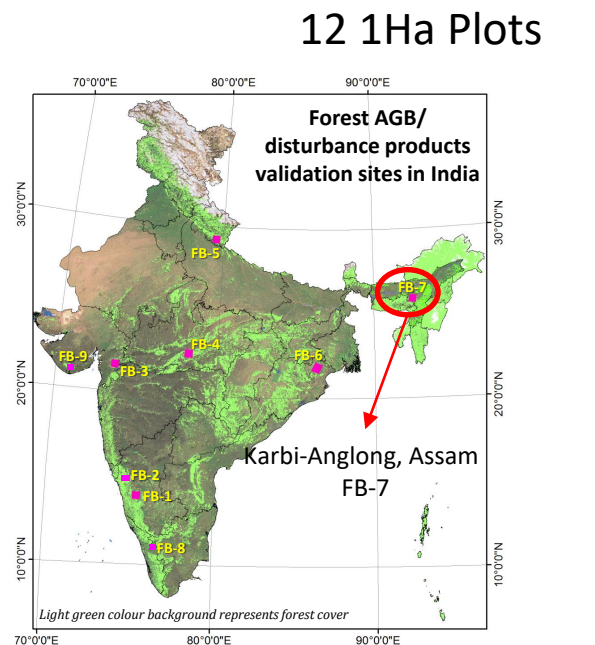 12 1Ha Plots
70°0'0"E
80°0'0"E
90°0'0"E
Forest AGB/
disturbance products
validation sites in India
30°0'0"N
30°0'0"N
FB-5
FB-7
FB-4
FB-9
FB-3
FB-6
20°0'0"N
20°0'0"N
Karbi-Anglong, Assam
FB-7
FB-2
FB-1
FB-8
10°0'0"N
10°0'0"N
Light green colour background represents forest cover
70°0'0"E
80°0'0"E
90°0'0"E